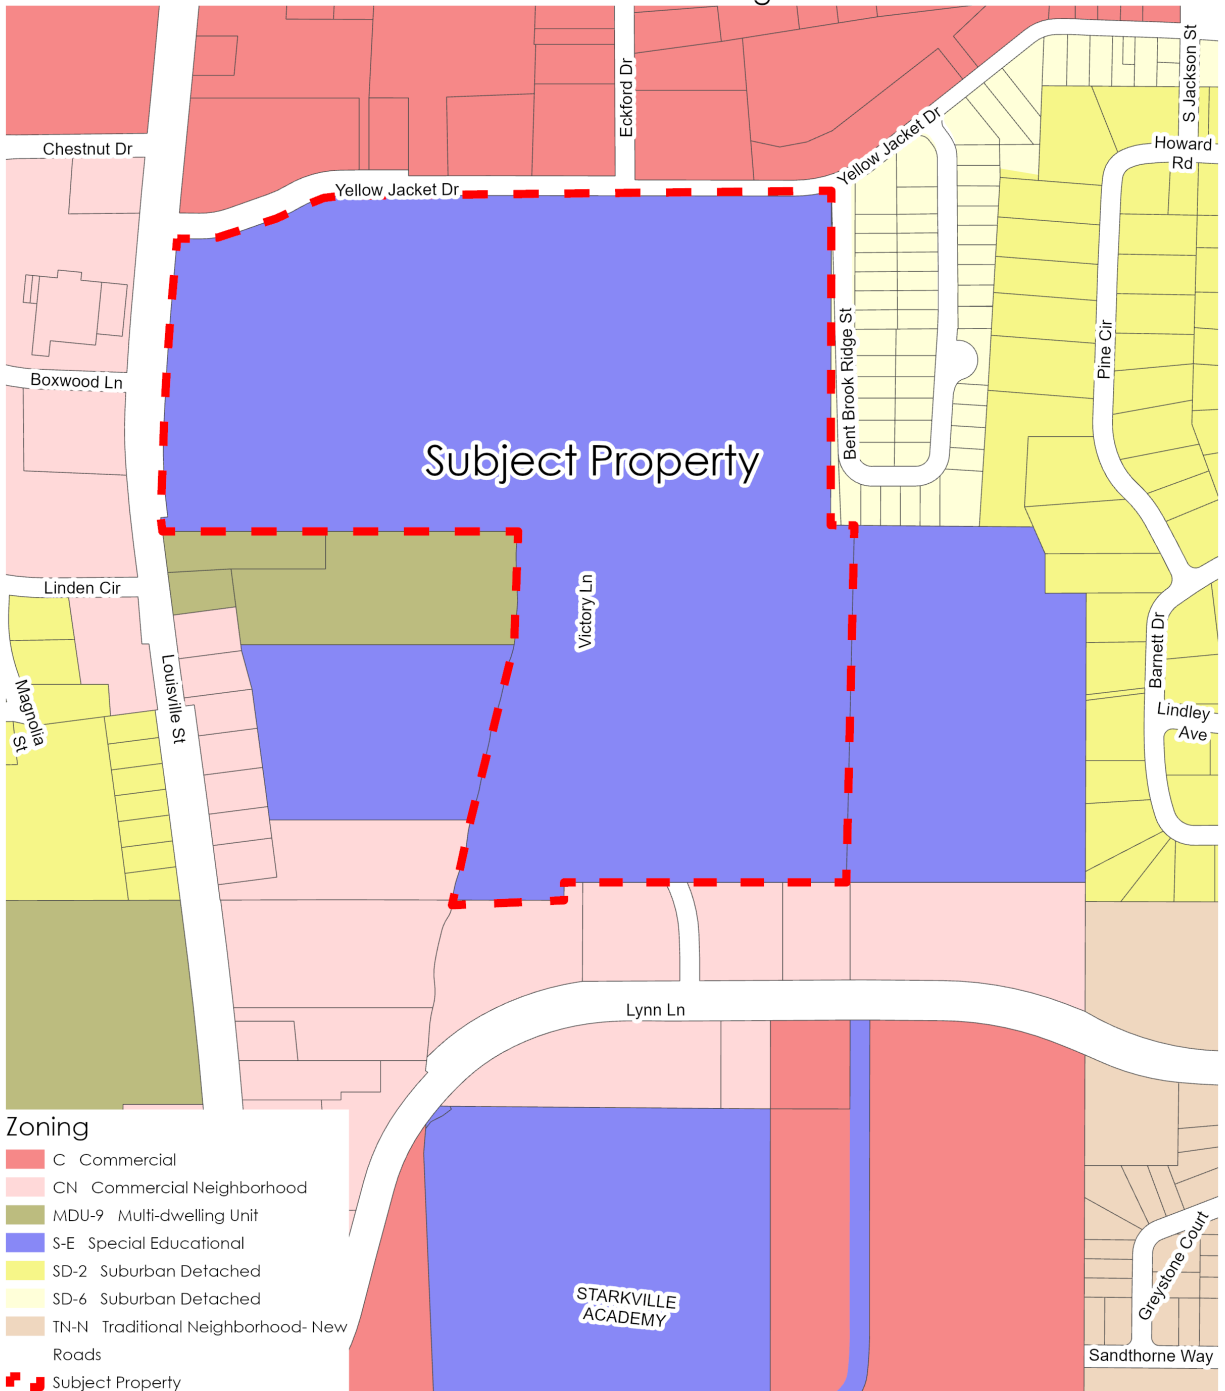 S Jackson St
Eckford Dr
Chestnut Dr
Howard
Rd
Yellow Jacket Dr
Yellow Jacket Dr
Pine Cir
Boxwood Ln
Bent Brook Ridge St
Subject Property
Linden Cir
Victory Ln
Barnett Dr
Louisville St
Magnolia
St
Lindley
Ave
Lynn Ln
Zoning
C Commercial
CN Commercial Neighborhood
MDU-9 Multi-dwelling Unit
S-E Special Educational
SD-2 Suburban Detached
SD-6 Suburban Detached
TN-N Traditional Neighborhood- New
Roads
Subject Property
STARKVILLE
ACADEMY
Greystone Court
Sandthorne Way